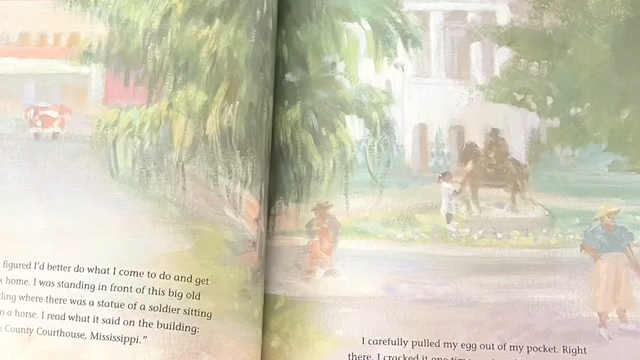 figured I'd better do what I come to do and get
home. I was standing in front of this big old
where there was a statue of a soldier sitting
a horse. I read what it said on the building:
County Courthouse, Mississippi."
I carefully pulled my egg out of my pocket. Right
there, I cracked it one time